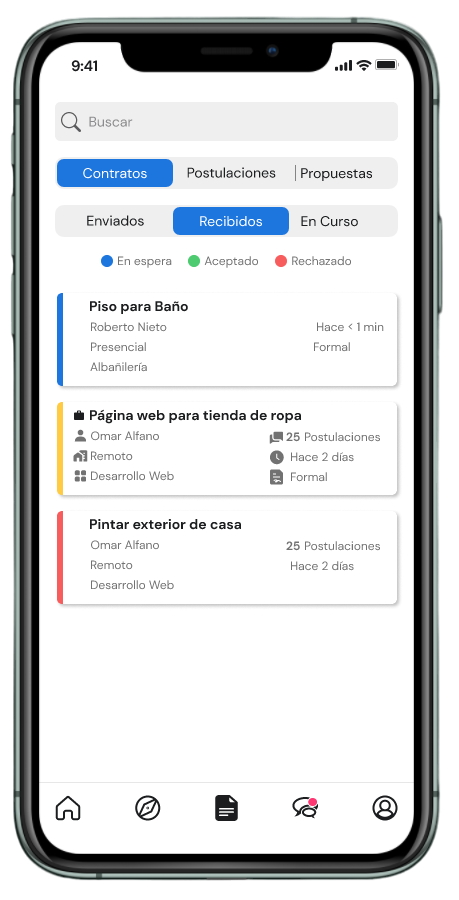 9:41
Buscar
Contratos Postulaciones Propuestas
Enviados Recibidos En Curso
En espera Aceptado Rechazado
Piso para Baño
Roberto Nieto Hace < 1 min
Presencial Formal
Albañilería
Página web para tienda de ropa
Omar Alfano 25 Postulaciones
Remoto Hace 2 días
Desarrollo Web Formal
Pintar exterior de casa
Omar Alfano 25 Postulaciones
Remoto Hace 2 días
Desarrollo Web